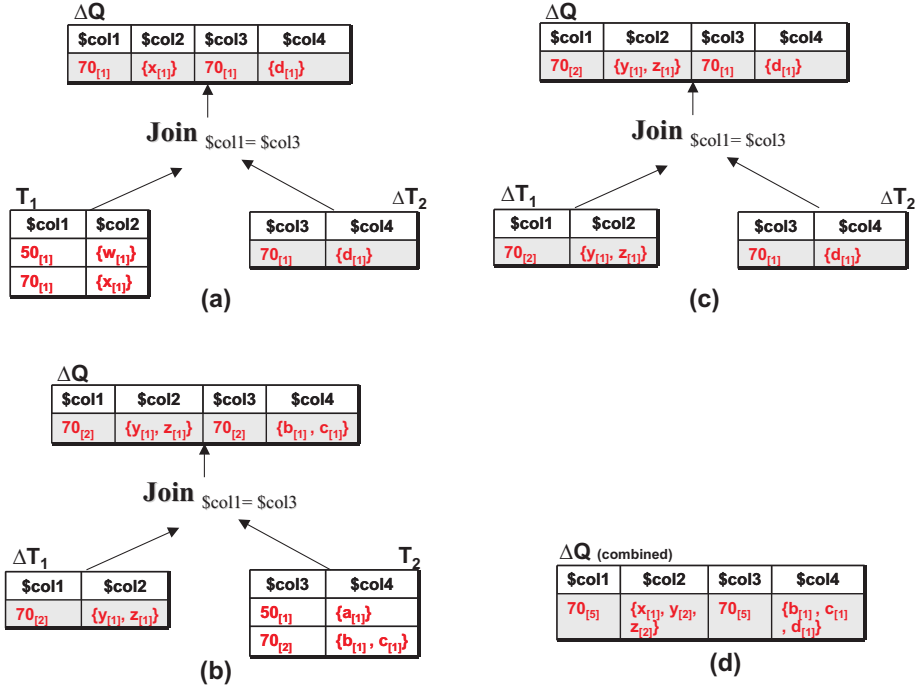 ΔQ
$col1 $col2 $col3 $col4
70[1] {x[1]} 70[1] {d[1]}
Join $col1= $col3
T1
$col1 $col2
50[1] {w[1]}
70[1] {x[1]}
ΔT2
$col3 $col4
70[1] {d[1]}
(a)
ΔQ
$col1 $col2 $col3 $col4
70[2] {y[1], z[1]} 70[1] {d[1]}
Join $col1= $col3
ΔT1
$col1 $col2
70[2] {y[1], z[1]}
ΔT2
$col3 $col4
70[1] {d[1]}
(c)
ΔQ
$col1 $col2 $col3 $col4
70[2] {y[1], z[1]} 70[2] {b[1] , c[1]}
Join $col1= $col3
ΔT1
$col1 $col2
70[2] {y[1], z[1]}
T2
$col3 $col4
50[1] {a[1]}
70[2] {b[1] , c[1]}
(b)
ΔQ (combined)
$col1 $col2 $col3 $col4
70[5] {x[1], y[2], 70[5] {b[1] , c[1]
z[2]} , d[1]}
(d)